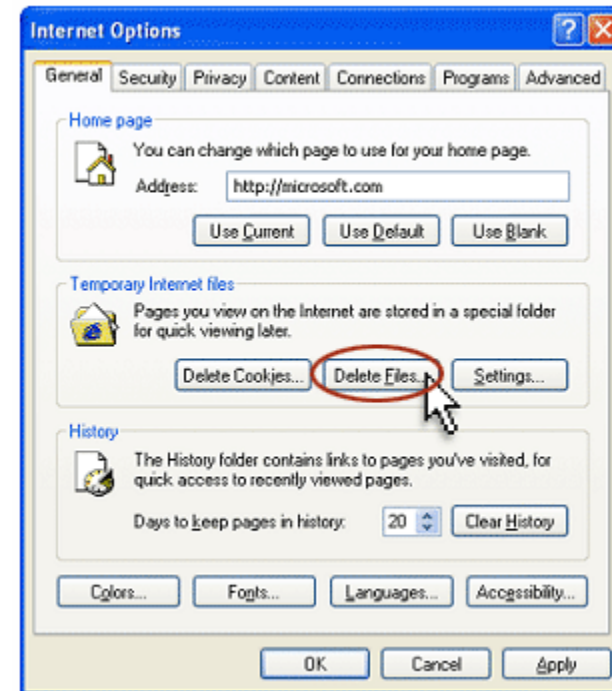 Internet Options
General Security Privacy Content Connections Programs Advanced
Home page
You can change which page to use for your home page.
Address: http://microsoft.com
Use Current Use Default Use Blank
Temporary Internet files
Pages you view on the Internet are stored in a special folder
for quick viewing later.
Delete Cookies... Delete Files... Settings...
History
The History folder contains links to pages you've visited, for
quick access to recently viewed pages.
Days to keep pages in history: 20 Clear History
Colors... Fonts... Languages... Accessibility...
OK Cancel Apply